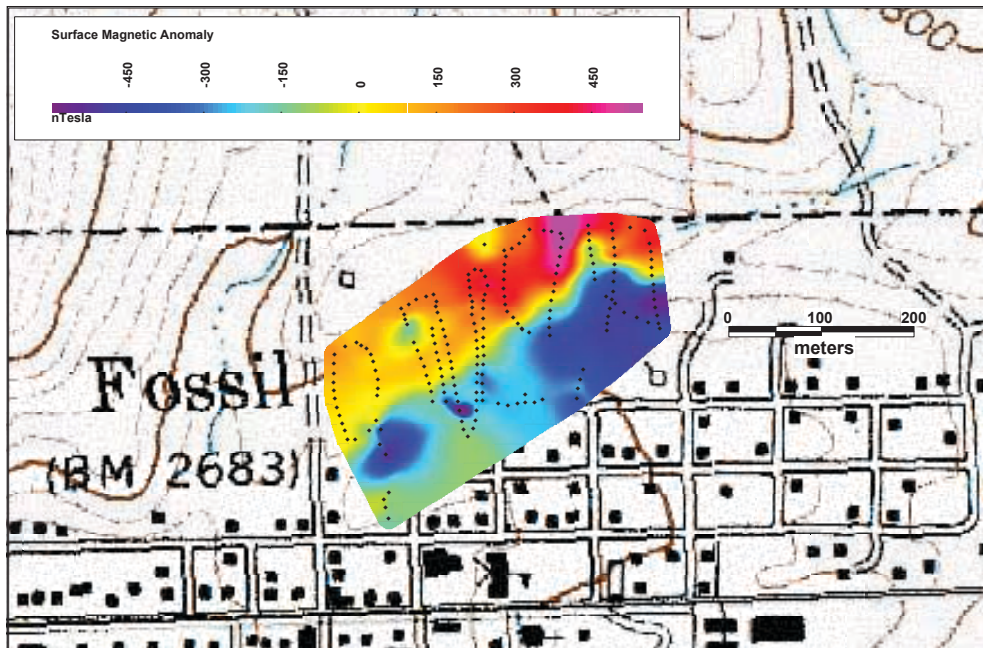 Surface Magnetic Anomaly
-450 -300 -150 0 150 300 450
nTesla
0 100 200
meters
Fossil
(BM 2683)